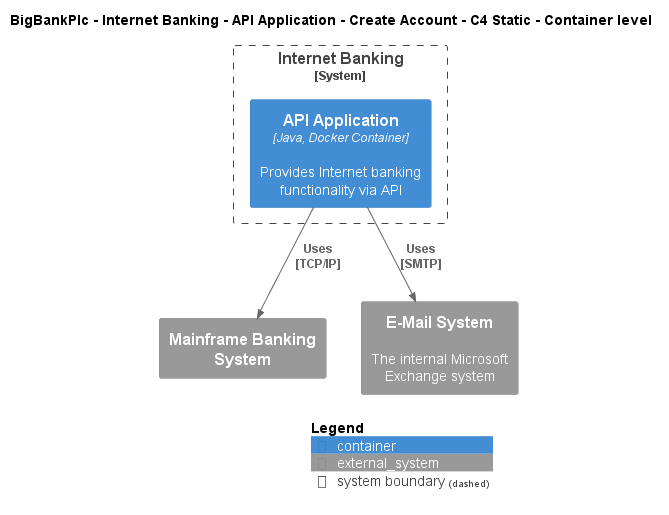 BigBankPlc - Internet Banking - API Application - Create Account - C4 Static - Container level
Internet Banking
[System]
API Application
[Java, Docker Container]
Provides Internet banking
functionality via API
Uses
[TCP/IP]
Uses
[SMTP]
Mainframe Banking
System
E-Mail System
The internal Microsoft
Exchange system
Legend
container
external_system
system boundary (dashed)